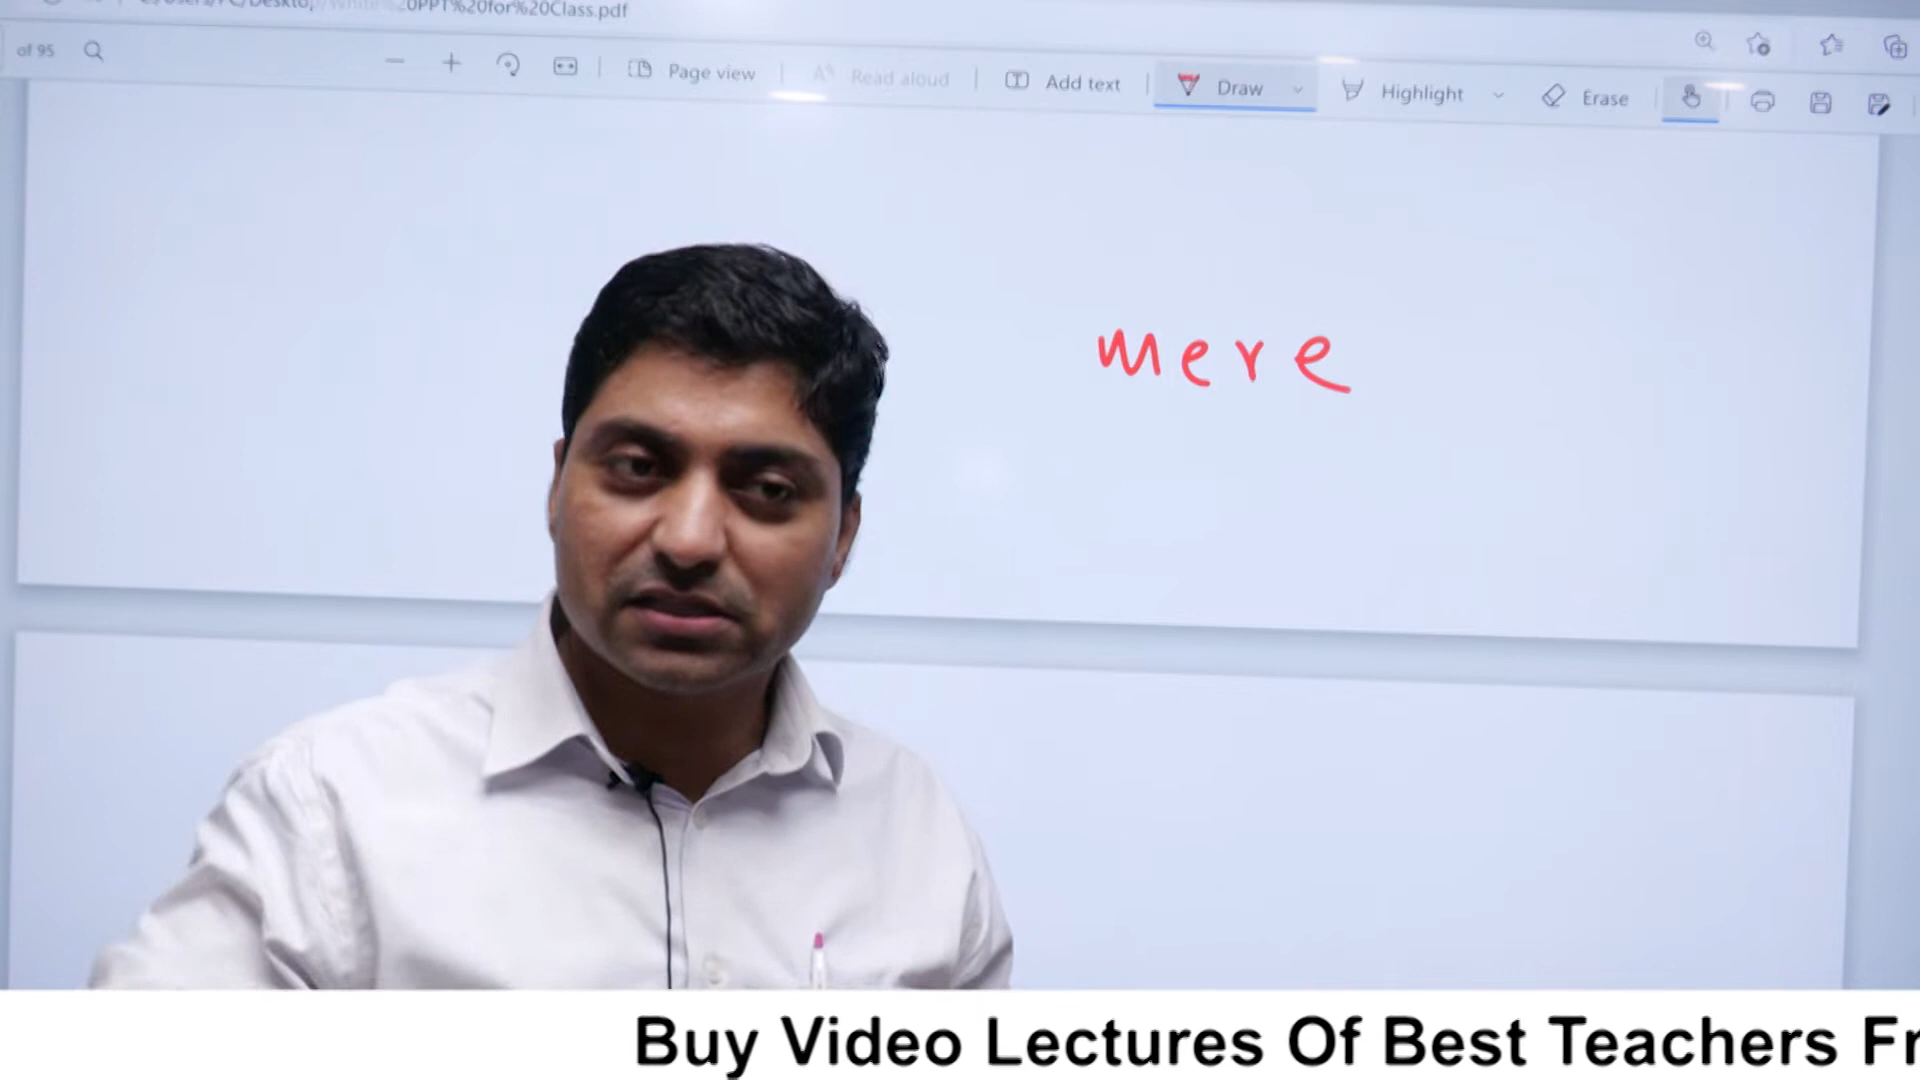 PPT%20for%20Class.pdf
of 95
Page view
Read aloud
Add text
Draw
Highlight
Erase
mere
Buy Video Lectures Of Best Teachers Fr